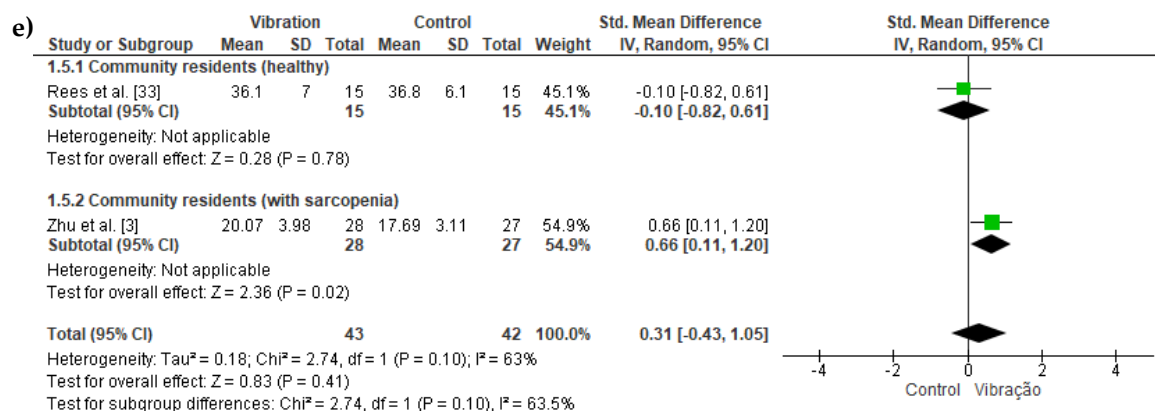 e)
Vibration Control Std. Mean Difference Std. Mean Difference
Study or Subgroup Mean SD Total Mean SD Total Weight IV, Random, 95% CI IV, Random, 95% CI
1.5.1 Community residents (healthy)
Rees et al. [33] 36.1 7 15 36.8 6.1 15 45.1% -0.10 [-0.82, 0.61]
Subtotal (95% CI) 15 15 45.1% -0.10 [-0.82, 0.61]
Heterogeneity: Not applicable
Test for overall effect: Z = 0.28 (P = 0.78)
1.5.2 Community residents (with sarcopenia)
Zhu et al. [3] 20.07 3.98 28 17.69 3.11 27 54.9% 0.66 [0.11, 1.20]
Subtotal (95% CI) 28 27 54.9% 0.66 [0.11, 1.20]
Heterogeneity: Not applicable
Test for overall effect: Z = 2.36 (P = 0.02)
Total (95% CI) 43 42 100.0% 0.31 [-0.43, 1.05]
Heterogeneity: Tau² = 0.18; Chi² = 2.74, df = 1 (P = 0.10); I² = 63%
Test for overall effect: Z = 0.83 (P = 0.41)
Test for subgroup differences: Chi² = 2.74, df = 1 (P = 0.10), I² = 63.5%
-4 -2 0 2 4
Control Vibração